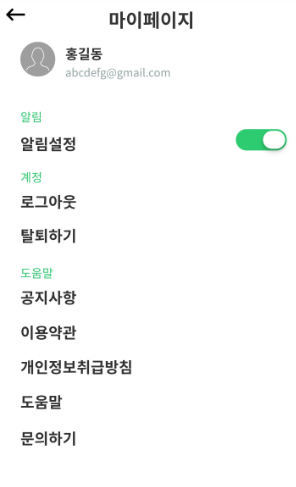 마이페이지
홍길동
abcdefg@gmail.com
알림
알림설정
계정
로그아웃
탈퇴하기
도움말
공지사항
이용약관
개인정보취급방침
도움말
문의하기